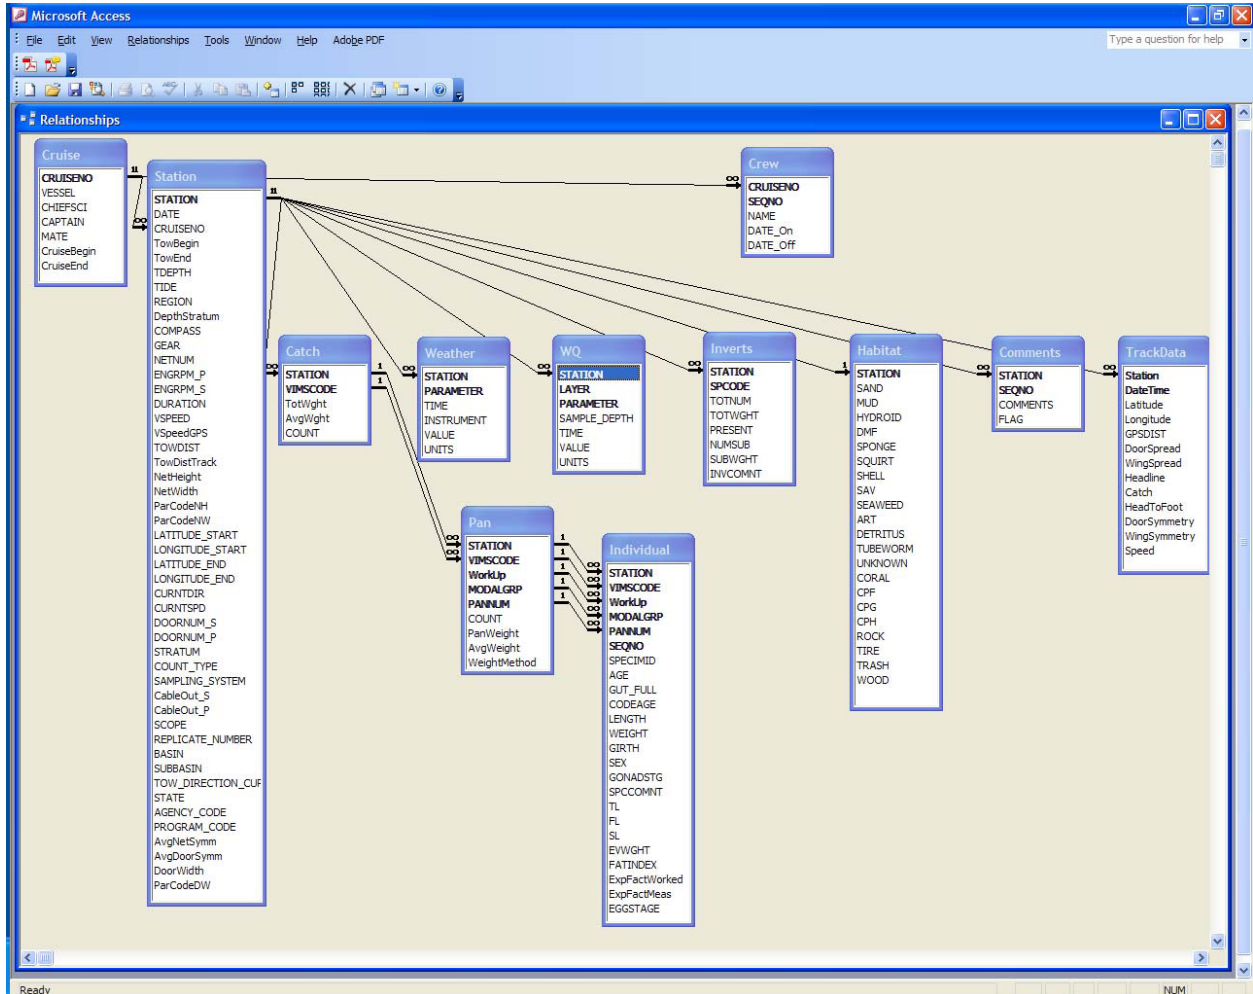 Microsoft Access
File Edit View Relationships Tools Window Help Adobe PDF
Type a question for help
Relationships
Cruise
CRUISENO
VESSEL
CHIEFSCI
CAPTAIN
MATE
CruiseBegin
CruiseEnd
Station
STATION
DATE
CRUISENO
TowBegin
TowEnd
TDEPTH
TIDE
REGION
DepthStratum
COMPASS
GEAR
NETNUM
ENGRPM_P
ENGRPM_S
DURATION
VSPEED
VSpeedGPS
TOWDIST
TowDistTrack
NetHeight
NetWidth
ParCodeNH
ParCodeNW
LATITUDE_START
LONGITUDE_START
LATITUDE_END
LONGITUDE_END
CURNTDIR
CURNTSPD
DOORNUM_S
DOORNUM_P
STRATUM
COUNT_TYPE
SAMPLING_SYSTEM
CableOut_S
CableOut_P
SCOPE
REPLICATE_NUMBER
BASIN
SUBBASIN
TOW_DIRECTION_CUF
STATE
AGENCY_CODE
PROGRAM_CODE
AvgNetSymm
AvgDoorSymm
DoorWidth
ParCodeDW
Crew
CRUISENO
SEQNO
NAME
DATE_On
DATE_Off
Catch
STATION
VIMSCODE
TotWght
AvgWght
COUNT
Weather
STATION
PARAMETER
TIME
INSTRUMENT
VALUE
UNITS
WQ
STATION
LAYER
PARAMETER
SAMPLE_DEPTH
TIME
VALUE
UNITS
Inverts
STATION
SPCODE
TOTNUM
TOTWGHT
PRESENT
NUMSUB
SUBWGHT
INVCOMNT
Habitat
STATION
SAND
MUD
HYDROID
DMF
SPONGE
SQUIRT
SHELL
SAV
SEAWEED
ART
DETRITUS
TUBEWORM
UNKNOWN
CORAL
CPF
CPG
CPH
ROCK
TIRE
TRASH
WOOD
Comments
STATION
SEQNO
COMMENTS
FLAG
TrackData
Station
DateTime
Latitude
Longitude
GPSDIST
DoorSpread
WingSpread
Headline
Catch
HeadToFoot
DoorSymmetry
WingSymmetry
Speed
Pan
STATION
VIMSCODE
WorkUp
MODALGRP
PANNUM
COUNT
PanWeight
AvgWeight
WeightMethod
Individual
STATION
VIMSCODE
WorkUp
MODALGRP
PANNUM
SEQNO
SPECIMID
AGE
GUT_FULL
CODEAGE
LENGTH
WEIGHT
GIRTH
SEX
GONADSTG
SPCCOMNT
TL
FL
SL
EVWGHT
FATINDEX
ExpFactWorked
ExpFactMeas
EGGSTAGE
Ready
NUM